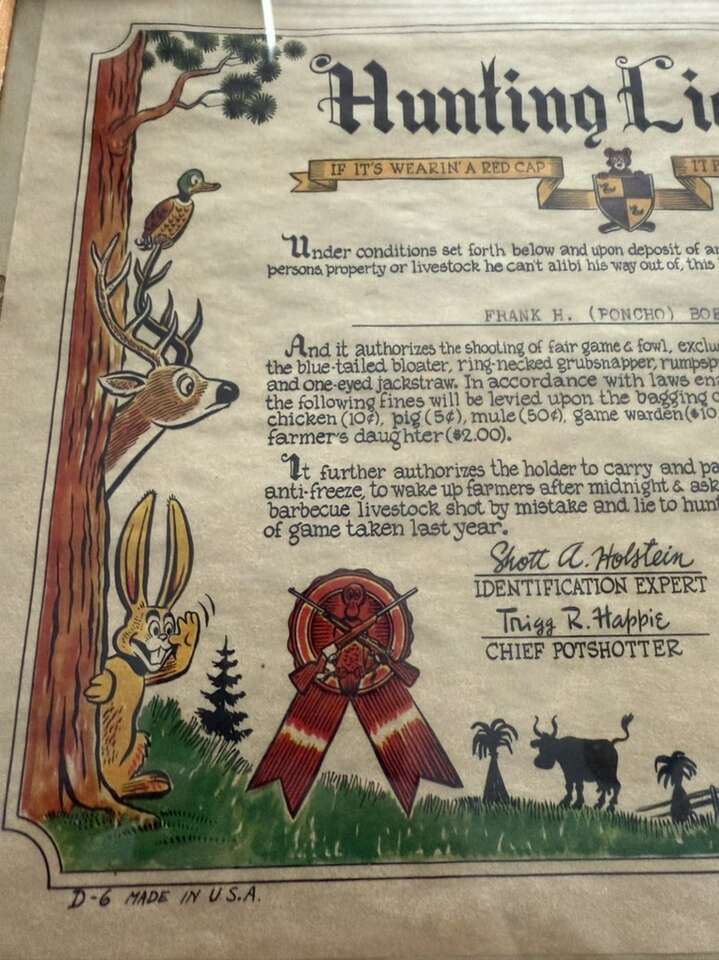 Hunting Lic
IF IT'S WEARIN' A RED CAP
Under conditions set forth below and upon deposit of
persons, property or livestock he can't alibi his way out of, this
FRANK H. (PONCHO)
And it authorizes the shooting of fair game & fowl,
the blue-tailed bloater, ring-necked grubsnapper,
and one-eyed jackstraw. In accordance with laws
the following fines will be levied upon the bagging
chicken (10¢), pig (5¢), mule (50¢), game warden ($10
farmer's daughter ($2.00).
It further authorizes the holder to carry and
anti-freeze, to wake up farmers after midnight & ask
barbecue livestock shot by mistake and lie to
of game taken last year.
Shott A. Holstein
IDENTIFICATION EXPERT
Trigg R. Happie
CHIEF POTSHOTTER
D-6 MADE IN U.S.A.